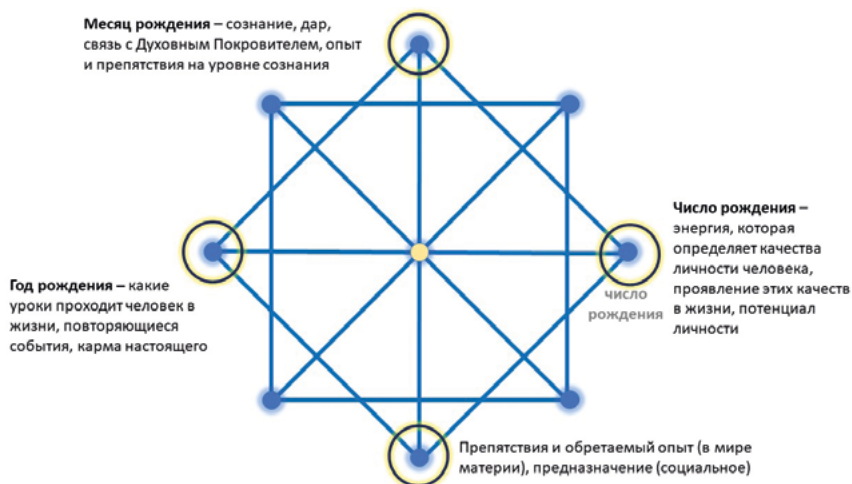 Месяц рождения – сознание, дар,
связь с Духовным Покровителем, опыт
и препятствия на уровне сознания
Число рождения –
энергия, которая
определяет качества
личности человека,
проявление этих качеств
в жизни, потенциал
личности
число
рождения
Год рождения – какие
уроки проходит человек в
жизни, повторяющиеся
события, карма настоящего
Препятствия и обретаемый опыт (в мире
материи), предназначение (социальное)